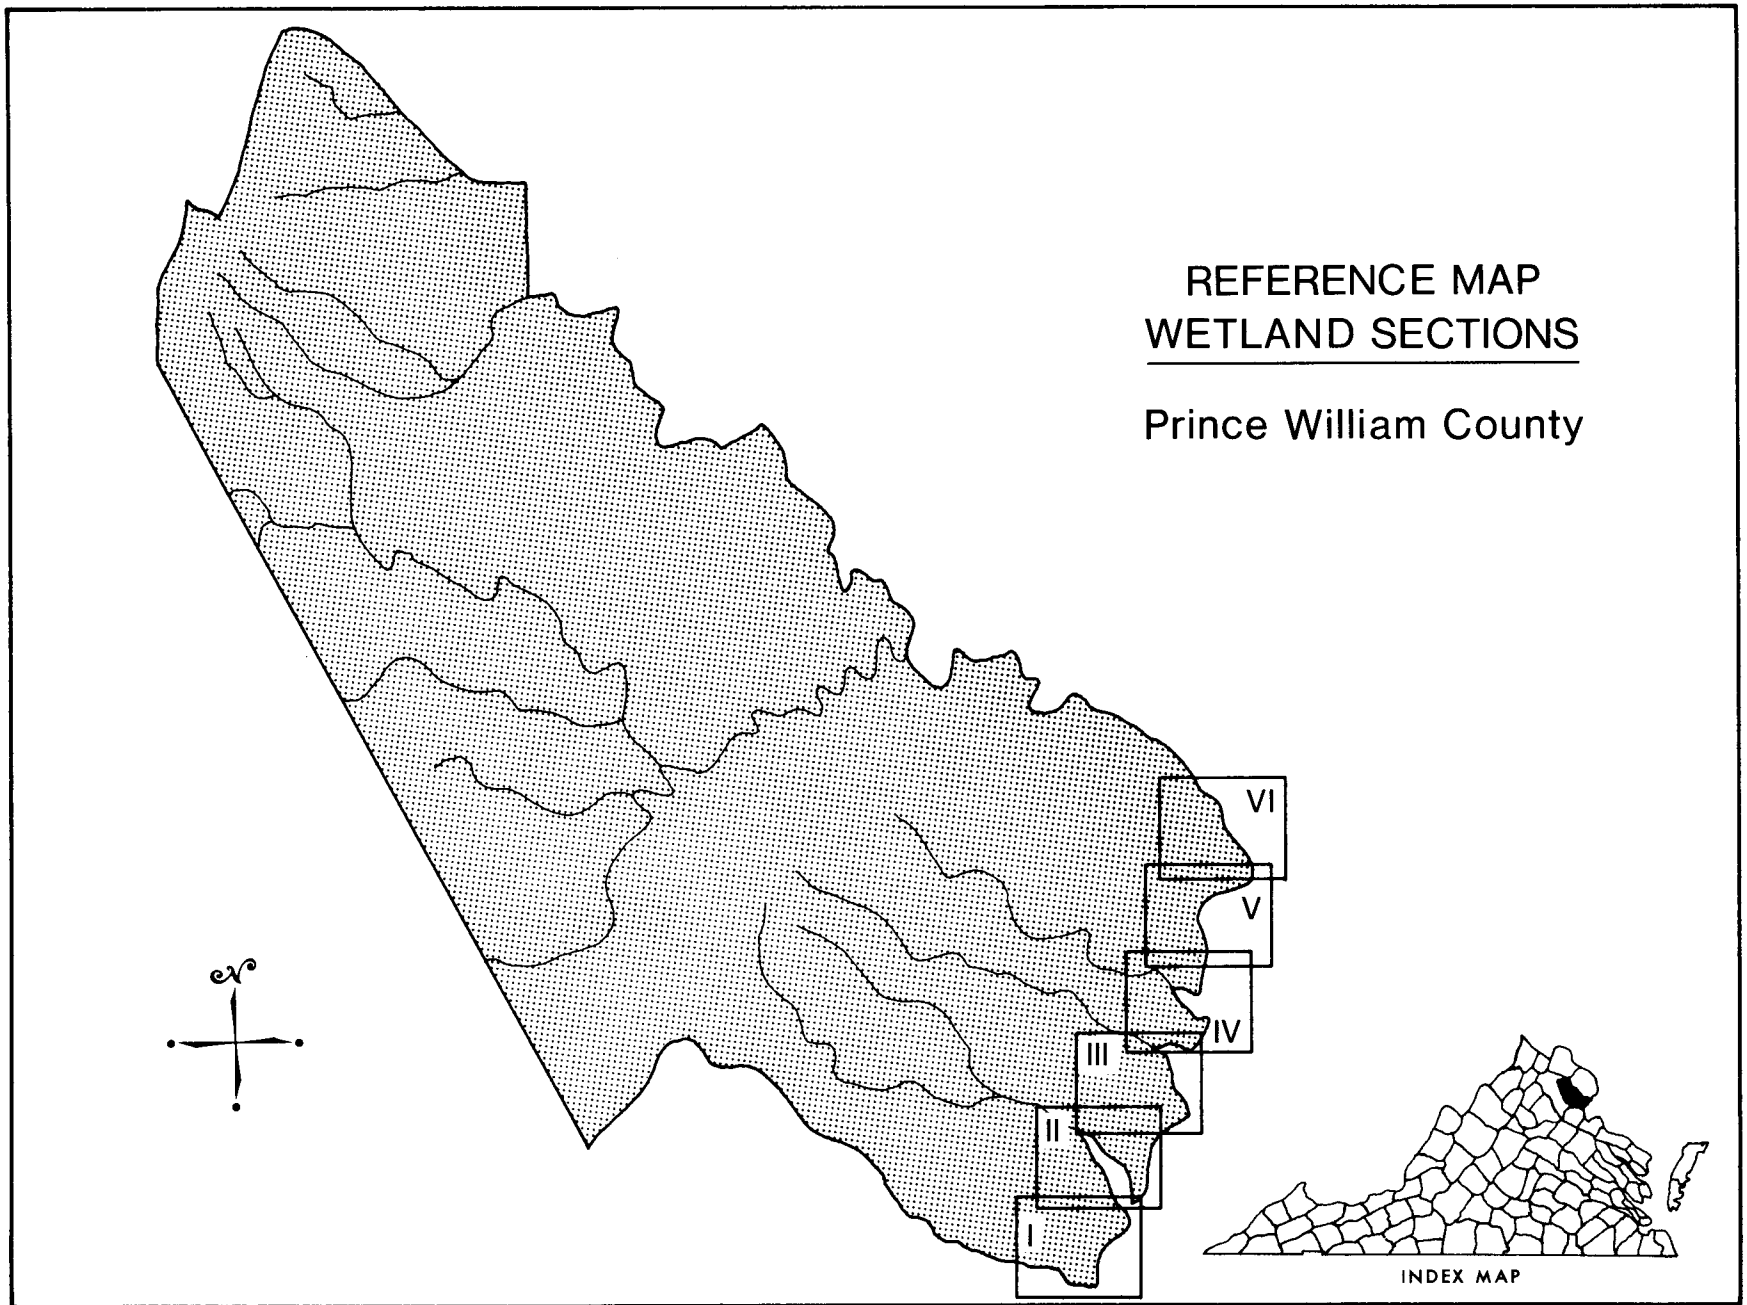 REFERENCE MAP
WETLAND SECTIONS
Prince William County
VI
V
IV
III
II
I
N
INDEX MAP